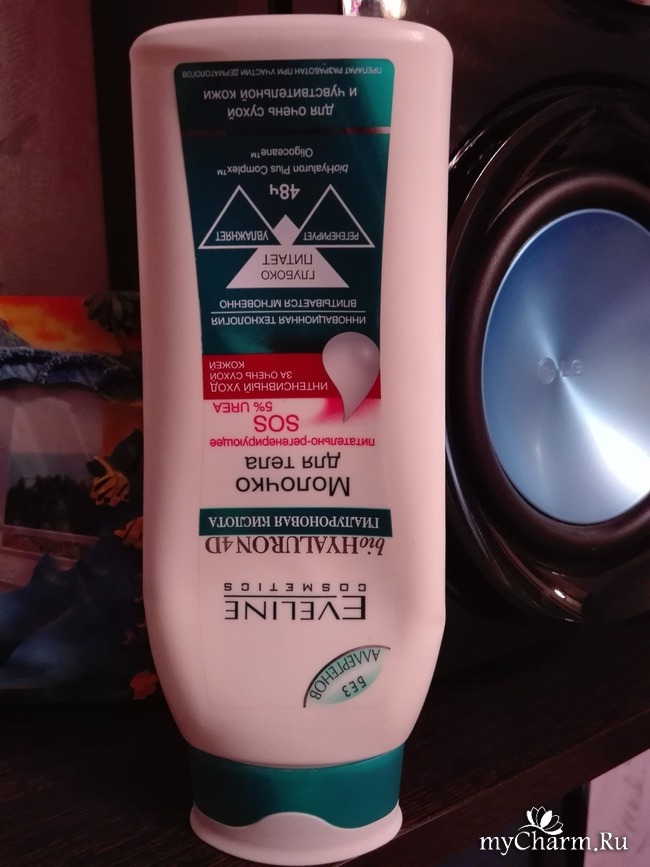 БЕЗ
АЛЛЕРГЕНОВ
EVELINE
COSMETICS
bioHYALURON 4D
ГИАЛУРОНОВАЯ КИСЛОТА
Молочко
для тела
питательно-регенерирующее
SOS
5% UREA
ИНТЕНСИВНЫЙ УХОД
ЗА ОЧЕНЬ СУХОЙ
КОЖЕЙ
ИННОВАЦИОННАЯ ТЕХНОЛОГИЯ
ВПИТЫВАЕТСЯ МГНОВЕННО
ГЛУБОКО
ПИТАЕТ
РЕГЕНЕРИРУЕТ
УВЛАЖНЯЕТ
48ч
bioHyaluron Plus Complex™
Oligoceane™
ДЛЯ ОЧЕНЬ СУХОЙ
И ЧУВСТВИТЕЛЬНОЙ КОЖИ
ПРЕПАРАТ РАЗРАБОТАН ПРИ УЧАСТИИ ДЕРМАТОЛОГОВ
LG
myCharm.Ru